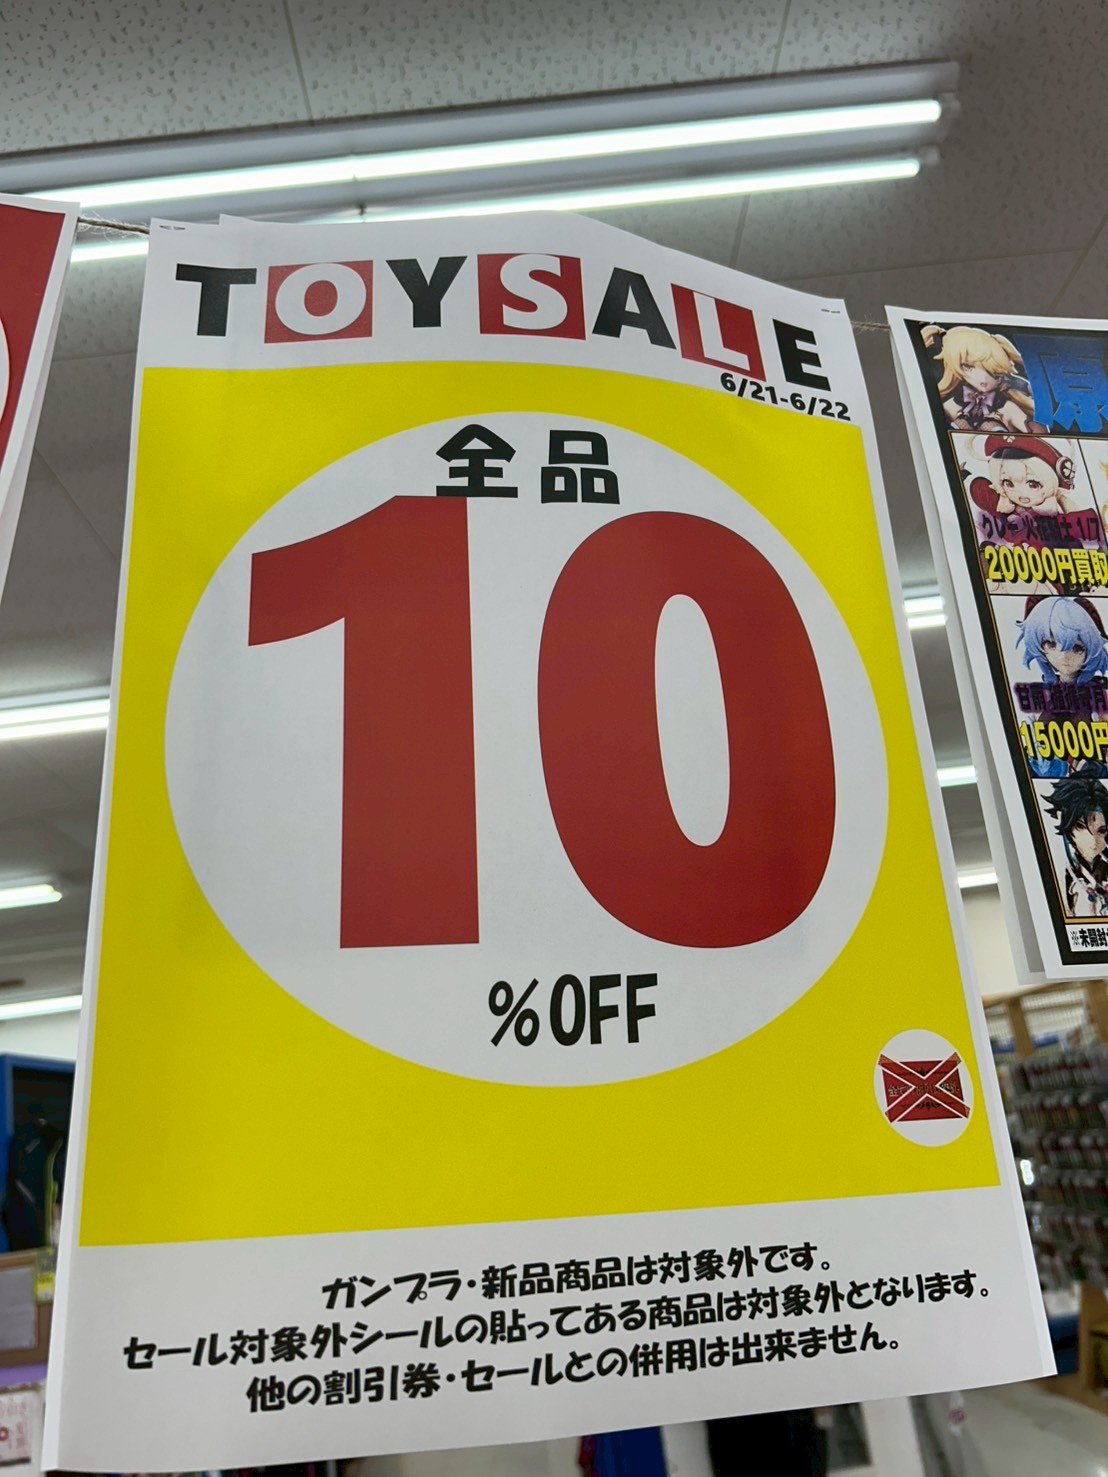 TOYSALE
6/21-6/22
全品
10
%OFF
ガンプラ・新品商品は対象外です。
セール対象外シールの貼ってある商品は対象外となります。
他の割引券・セールとの併用は出来ません。
原
20000円買取
15000円
※未開封